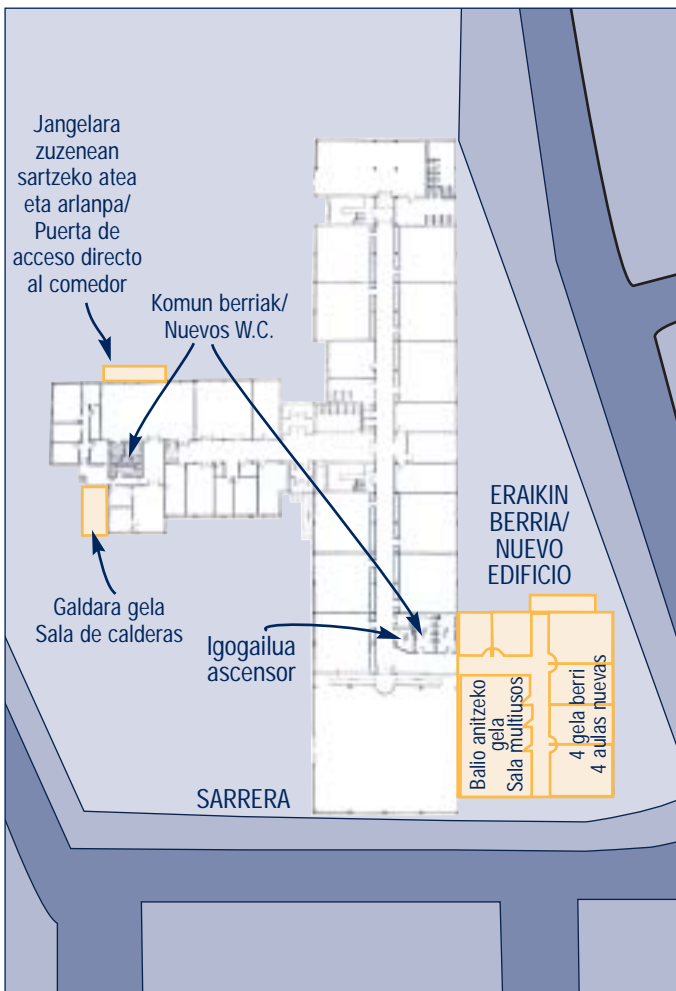 Jangelara
zuzenean
sartzeko atea
eta arlanpa/
Puerta de
acceso directo
al comedor
Komun berriak/
Nuevos W.C.
Galdara gela
Sala de calderas
Igogailua
ascensor
ERAIKIN
BERRIA/
NUEVO
EDIFICIO
Balio anitzeko
gela
Sala multiusos
4 gela berri
4 aulas nuevas
SARRERA